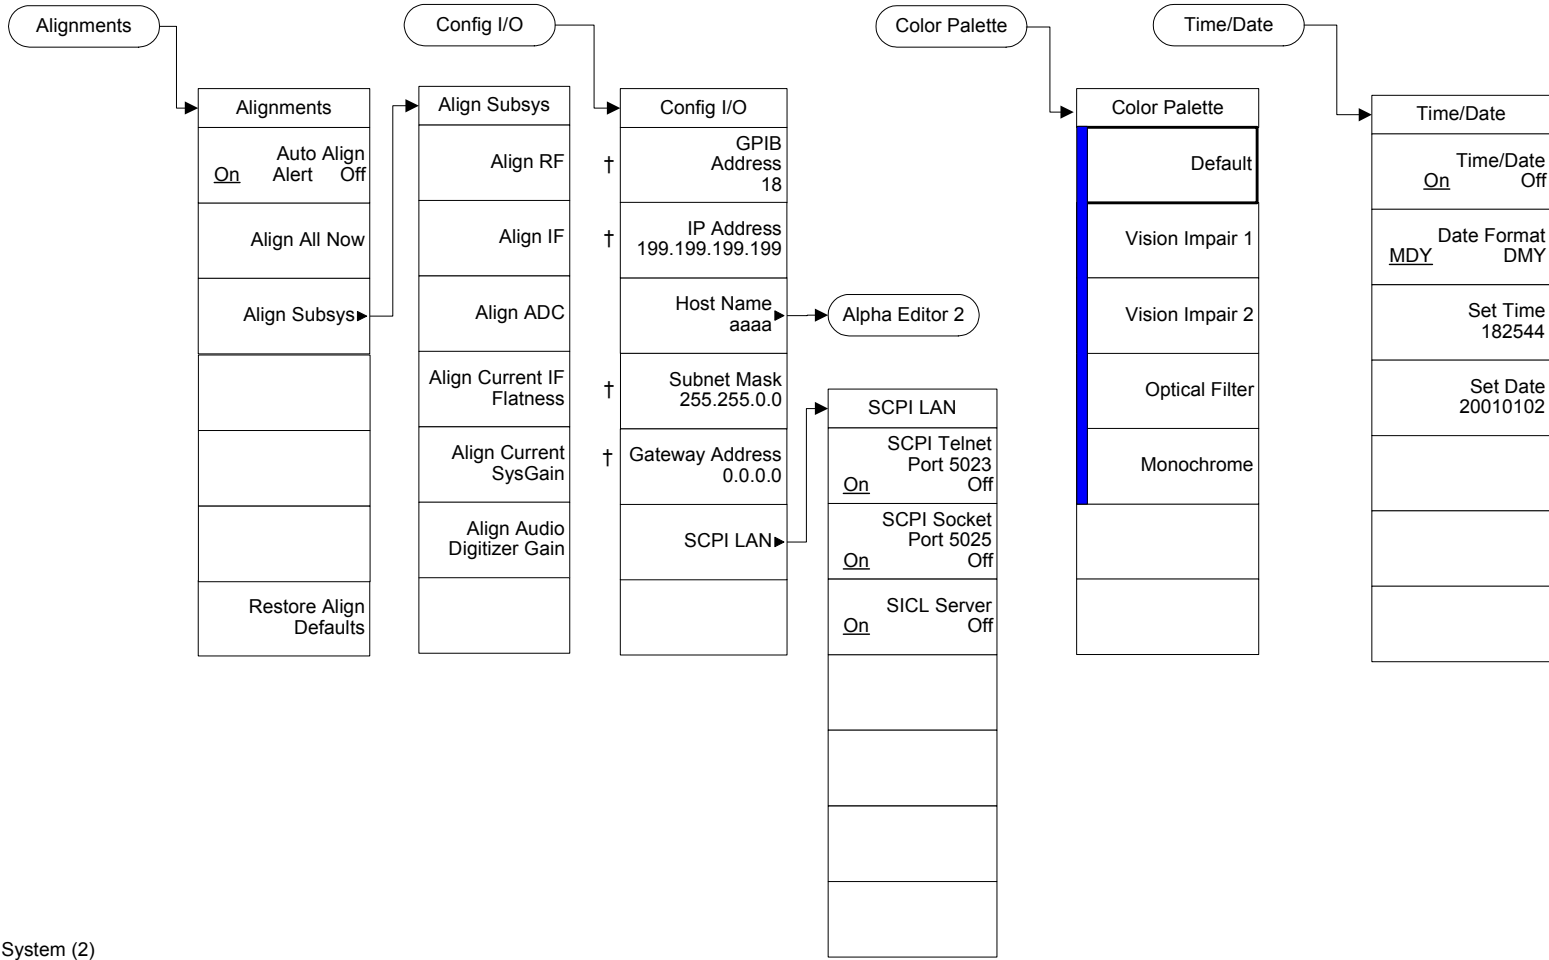 Alignments
Config I/O
Color Palette
Time/Date
Alignments
Auto Align
On Alert Off
Align All Now
Align Subsys
Restore Align
Defaults
Align Subsys
Align RF
Align IF
Align ADC
Align Current IF
Flatness
Align Current
SysGain
Align Audio
Digitizer Gain
Config I/O
† GPIB
Address
18
† IP Address
199.199.199.199
Host Name
aaaa
Alpha Editor 2
† Subnet Mask
255.255.0.0
† Gateway Address
0.0.0.0
SCPI LAN
SCPI LAN
SCPI Telnet
Port 5023
On Off
SCPI Socket
Port 5025
On Off
SICL Server
On Off
Color Palette
Default
Vision Impair 1
Vision Impair 2
Optical Filter
Monochrome
Time/Date
Time/Date
On Off
Date Format
MDY DMY
Set Time
182544
Set Date
20010102
System (2)